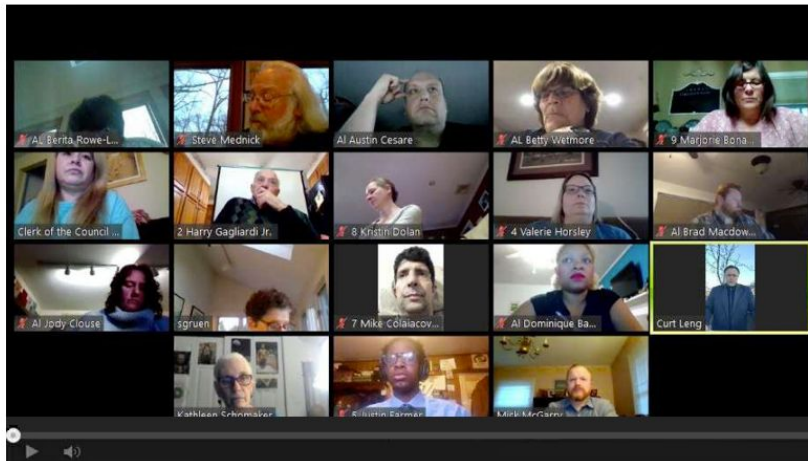 AL Berita Rowe-L...
Steve Mednick
Al Austin Cesare
AL Betty Wetmore
9 Marjorie Bona...
Clerk of the Council ...
2 Harry Gagliardi Jr.
8 Kristin Dolan
4 Valerie Horsley
Al Brad Macdow...
Al Jody Clouse
sgruen
7 Mike Colaiacov...
Al Dominique Ba...
Curt Leng
Kathleen Schomaker
5 Justin Farmer
Mick McGarry